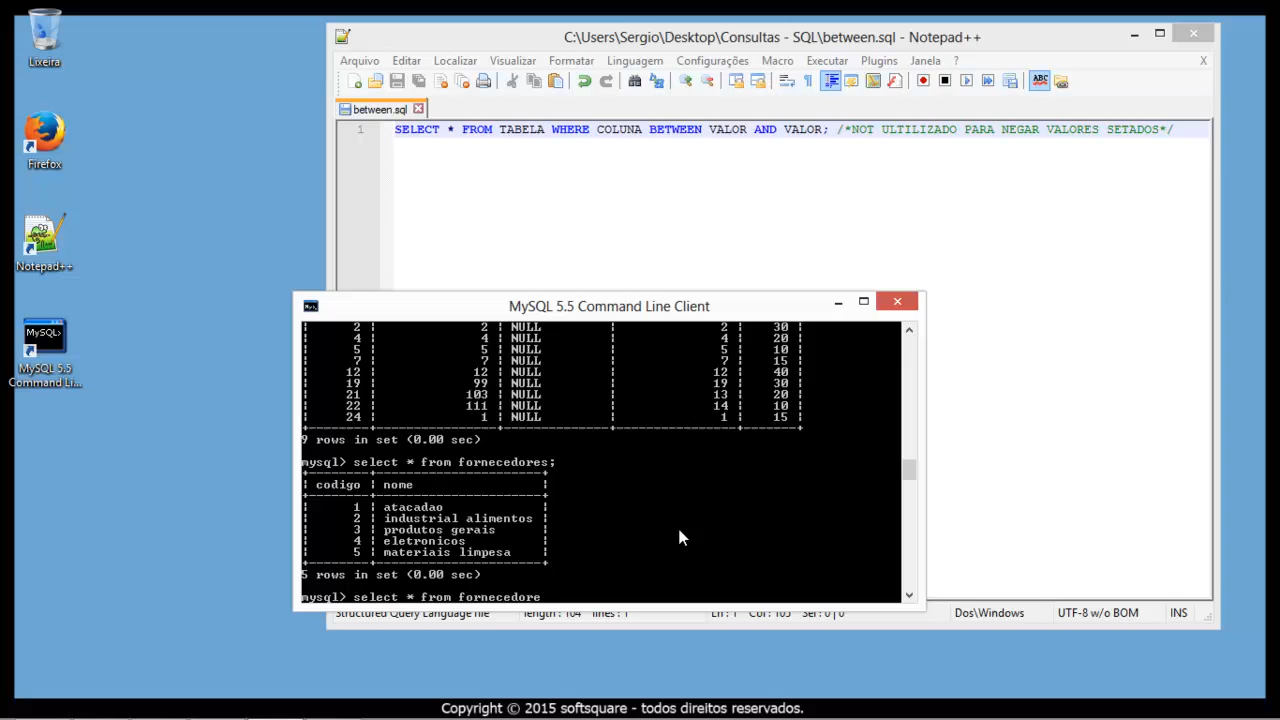 Lixeira
Firefox
Notepad++
MySQL 5.5
Command Li...
C:\Users\Sergio\Desktop\Consultas - SQL\between.sql - Notepad++
Arquivo Editar Localizar Visualizar Formatar Linguagem Configurações Macro Executar Plugins Janela ? X
between.sql
1 SELECT * FROM TABELA WHERE COLUNA BETWEEN VALOR AND VALOR; /*NOT ULTILIZADO PARA NEGAR VALORES SETADOS*/
MySQL 5.5 Command Line Client
| 2 | 2 | NULL | 2 | 30 |
| 4 | 4 | NULL | 4 | 20 |
| 5 | 5 | NULL | 5 | 10 |
| 7 | 7 | NULL | 7 | 15 |
| 12 | 12 | NULL | 12 | 40 |
| 19 | 99 | NULL | 19 | 30 |
| 21 | 103 | NULL | 13 | 20 |
| 22 | 111 | NULL | 14 | 10 |
| 24 | 1 | NULL | 1 | 15 |
9 rows in set (0.00 sec)
mysql> select * from fornecedores;
| codigo | nome |
| 1 | atacadao |
| 2 | industrial alimentos |
| 3 | produtos gerais |
| 4 | eletronicos |
| 5 | materiais limpesa |
5 rows in set (0.00 sec)
mysql> select * from fornecedore
Structured Query Language file length : 104 lines : 1 Ln : 1 Col : 105 Sel : 0 | 0 Dos\Windows UTF-8 w/o BOM INS
Copyright © 2015 softsquare - todos direitos reservados.